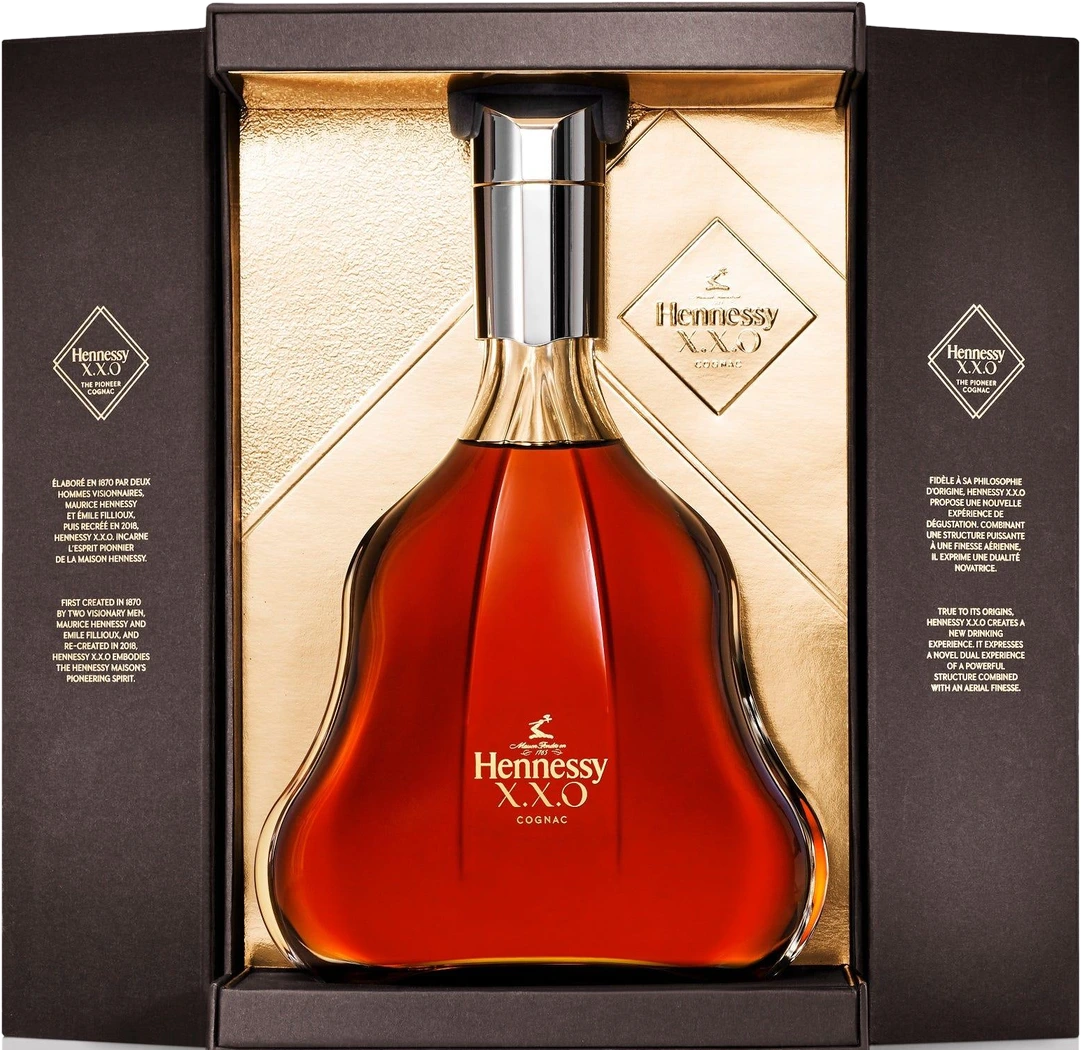 Hennessy
X.X.O
THE PIONEER
COGNAC
ÉLABORÉ EN 1870 PAR DEUX
HOMMES VISIONNAIRES,
MAURICE HENNESSY
ET ÉMILE FILLIOUX,
PUIS RECRÉÉ EN 2018,
HENNESSY X.X.O. INCARNE
L'ESPRIT PIONNIER
DE LA MAISON HENNESSY.
FIRST CREATED IN 1870
BY TWO VISIONARY MEN,
MAURICE HENNESSY AND
EMILE FILLIOUX, AND
RE-CREATED IN 2018,
HENNESSY X.X.O EMBODIES
THE HENNESSY MAISON'S
PIONEERING SPIRIT.
Hennessy
X.X.O
COGNAC
Maison Fondée en
1765
Hennessy
X.X.O
COGNAC
Hennessy
X.X.O
THE PIONEER
COGNAC
FIDÈLE À SA PHILOSOPHIE
D'ORIGINE, HENNESSY X.X.O
PROPOSE UNE NOUVELLE
EXPÉRIENCE DE
DÉGUSTATION. COMBINANT
UNE STRUCTURE PUISSANTE
À UNE FINESSE AÉRIENNE,
IL EXPRIME UNE DUALITÉ
NOVATRICE.
TRUE TO ITS ORIGINS,
HENNESSY X.X.O CREATES A
NEW DRINKING
EXPERIENCE. IT EXPRESSES
A NOVEL DUAL EXPERIENCE
OF A POWERFUL
STRUCTURE COMBINED
WITH AN AERIAL FINESSE.